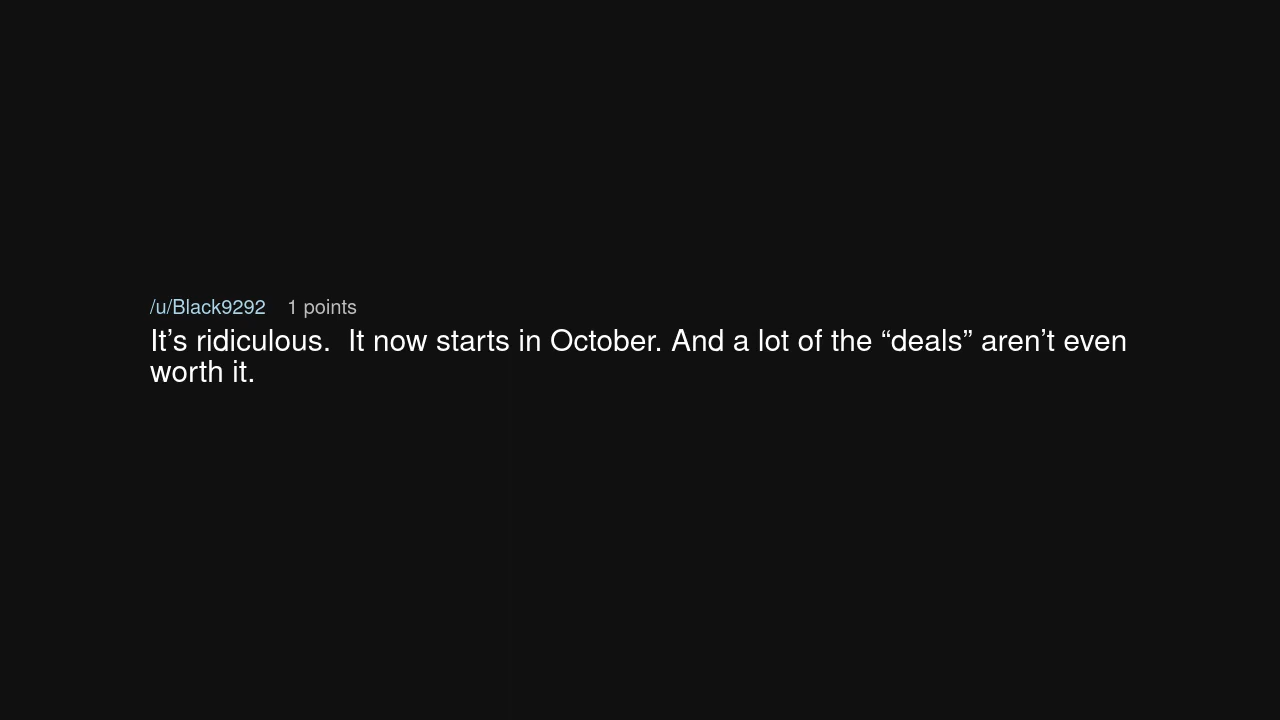 /u/Black9292 1 points
It’s ridiculous.  It now starts in October. And a lot of the “deals” aren’t even
worth it.